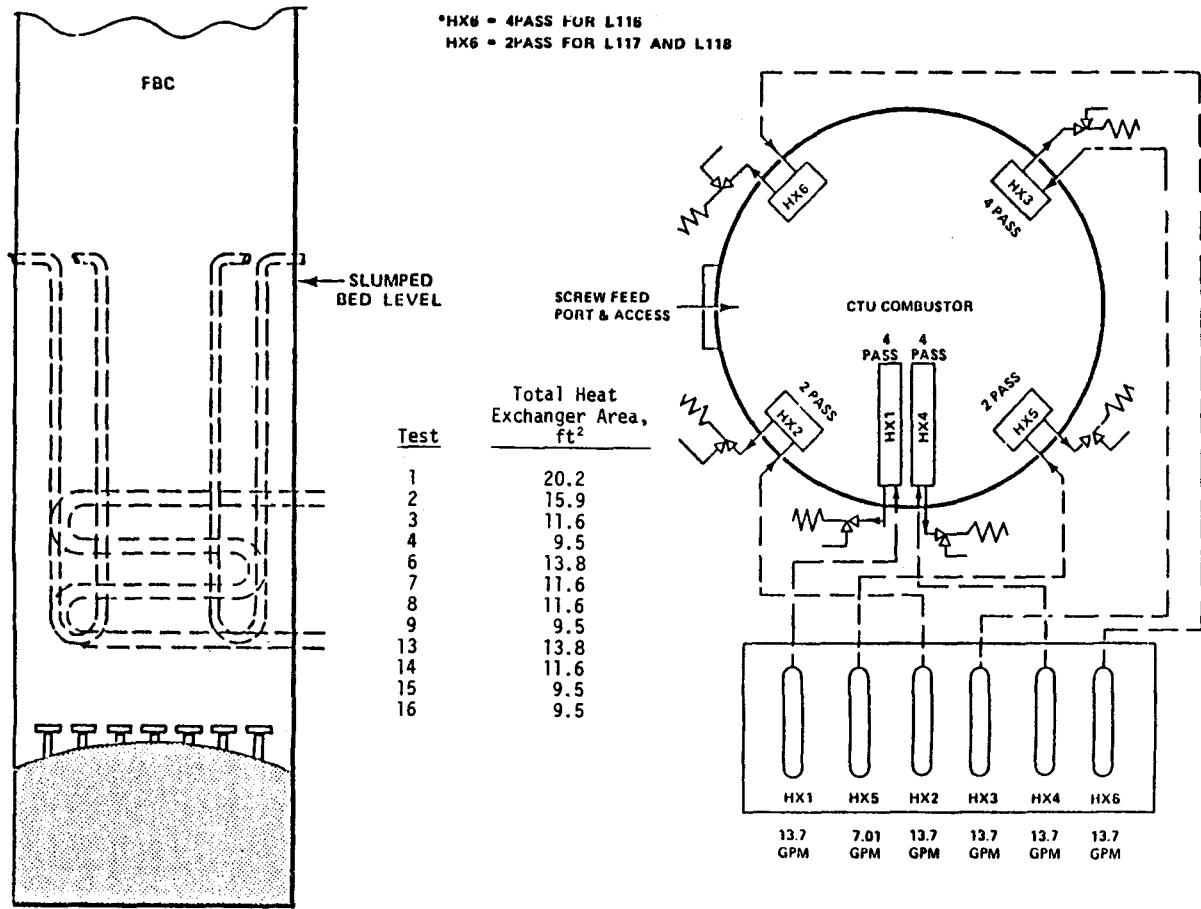 *HX6 = 4PASS FOR L116
HX6 = 2PASS FOR L117 AND L118
FBC
SLUMPED
BED LEVEL
Test
Total Heat
Exchanger Area,
ft²
1 20.2
2 15.9
3 11.6
4 9.5
6 13.8
7 11.6
8 11.6
9 9.5
13 13.8
14 11.6
15 9.5
16 9.5
HX6
HX3
4 PASS
SCREW FEED
PORT & ACCESS
CTU COMBUSTOR
4
PASS
4
PASS
HX1
HX4
2 PASS
HX2
2 PASS
HX5
HX1 HX5 HX2 HX3 HX4 HX6
13.7 7.01 13.7 13.7 13.7 13.7
GPM GPM GPM GPM GPM GPM